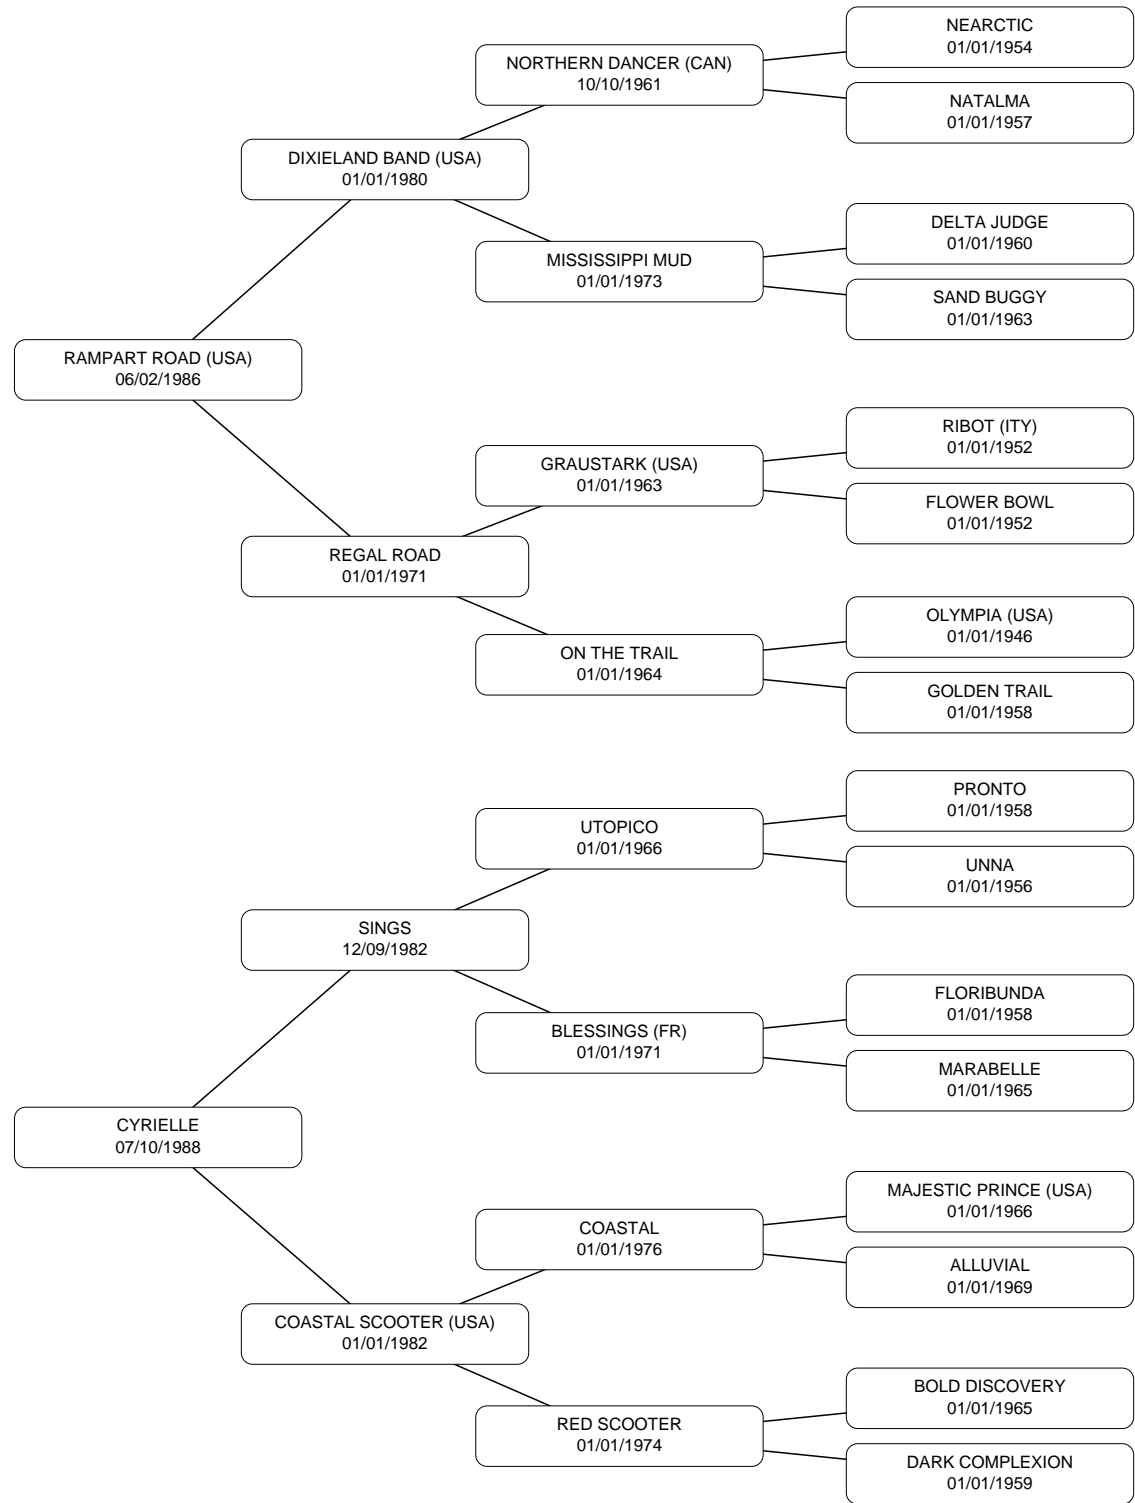 NEARCTIC
01/01/1954
NORTHERN DANCER (CAN)
10/10/1961
NATALMA
01/01/1957
DIXIELAND BAND (USA)
01/01/1980
DELTA JUDGE
01/01/1960
MISSISSIPPI MUD
01/01/1973
SAND BUGGY
01/01/1963
RAMPART ROAD (USA)
06/02/1986
RIBOT (ITY)
01/01/1952
GRAUSTARK (USA)
01/01/1963
FLOWER BOWL
01/01/1952
REGAL ROAD
01/01/1971
OLYMPIA (USA)
01/01/1946
ON THE TRAIL
01/01/1964
GOLDEN TRAIL
01/01/1958
PRONTO
01/01/1958
UTOPICO
01/01/1966
UNNA
01/01/1956
SINGS
12/09/1982
FLORIBUNDA
01/01/1958
BLESSINGS (FR)
01/01/1971
MARABELLE
01/01/1965
CYRIELLE
07/10/1988
MAJESTIC PRINCE (USA)
01/01/1966
COASTAL
01/01/1976
ALLUVIAL
01/01/1969
COASTAL SCOOTER (USA)
01/01/1982
BOLD DISCOVERY
01/01/1965
RED SCOOTER
01/01/1974
DARK COMPLEXION
01/01/1959